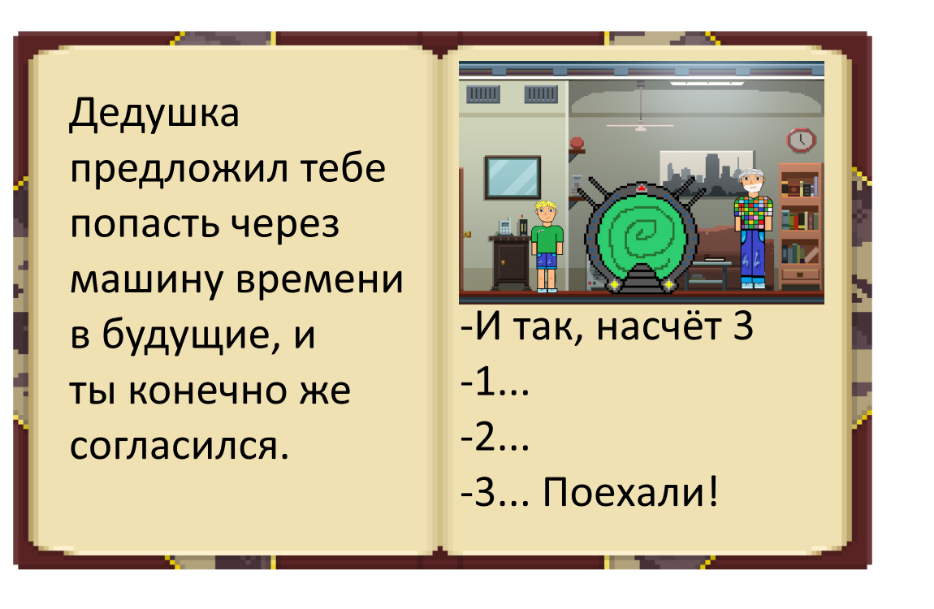 Дедушка
предложил тебе
попасть через
машину времени
в будущие, и
ты конечно же
согласился.
-И так, насчёт 3
-1...
-2...
-3... Поехали!